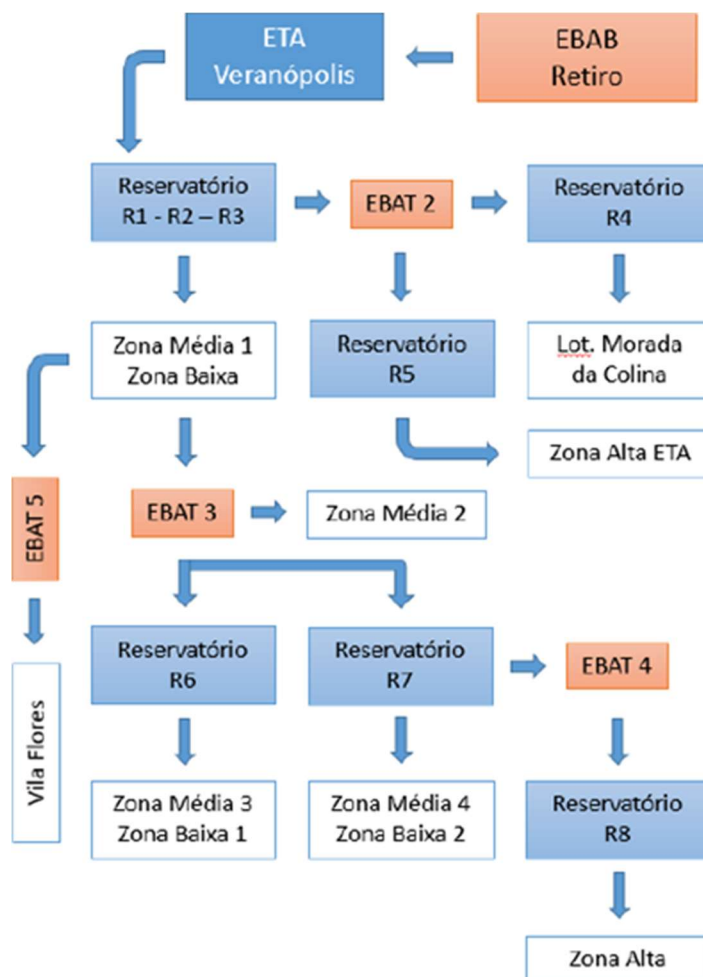 ETA
Veranópolis
EBAB
Retiro
Reservatório
R1 - R2 – R3
EBAT 2
Reservatório
R4
Zona Média 1
Zona Baixa
Reservatório
R5
Lot. Morada
da Colina
Zona Alta ETA
EBAT 5
EBAT 3
Zona Média 2
Reservatório
R6
Reservatório
R7
EBAT 4
Vila Flores
Zona Média 3
Zona Baixa 1
Zona Média 4
Zona Baixa 2
Reservatório
R8
Zona Alta